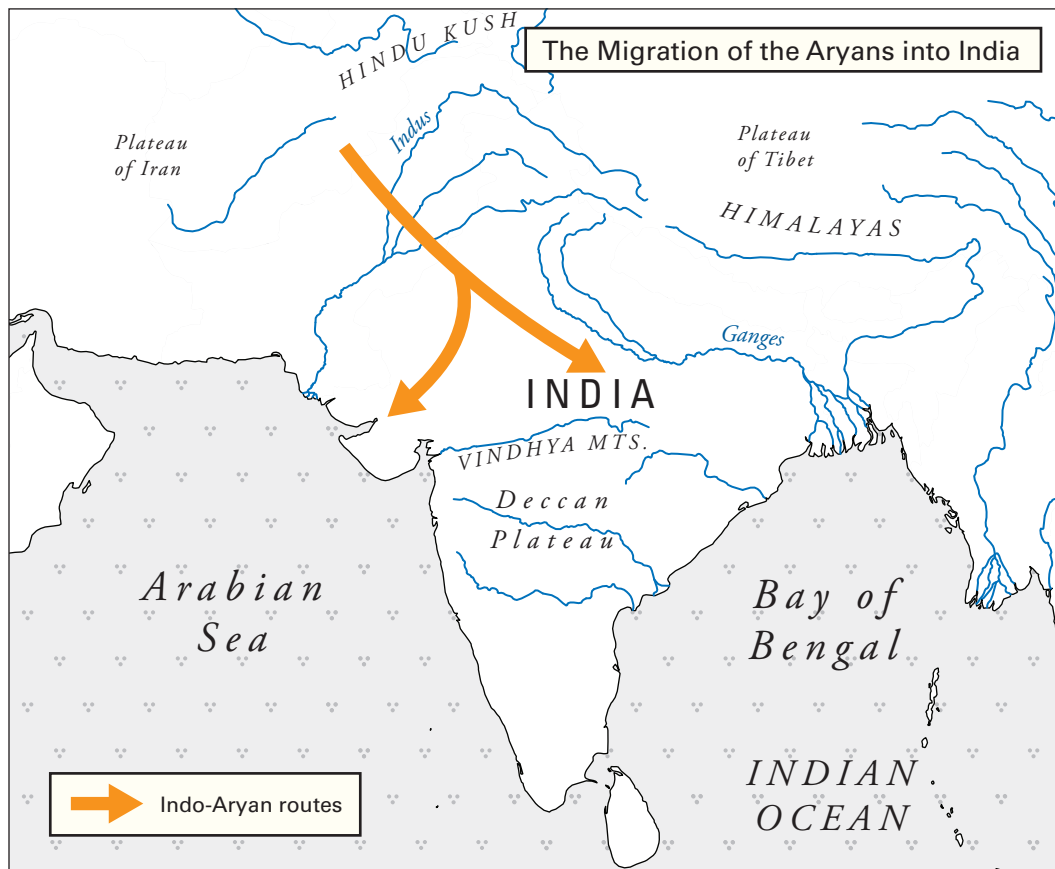 The Migration of the Aryans into India
HINDU KUSH
Indus
Plateau
of Iran
Plateau
of Tibet
HIMALAYAS
Ganges
INDIA
VINDHYA MTS.
Deccan
Plateau
Arabian
Sea
Bay of
Bengal
INDIAN
OCEAN
Indo-Aryan routes